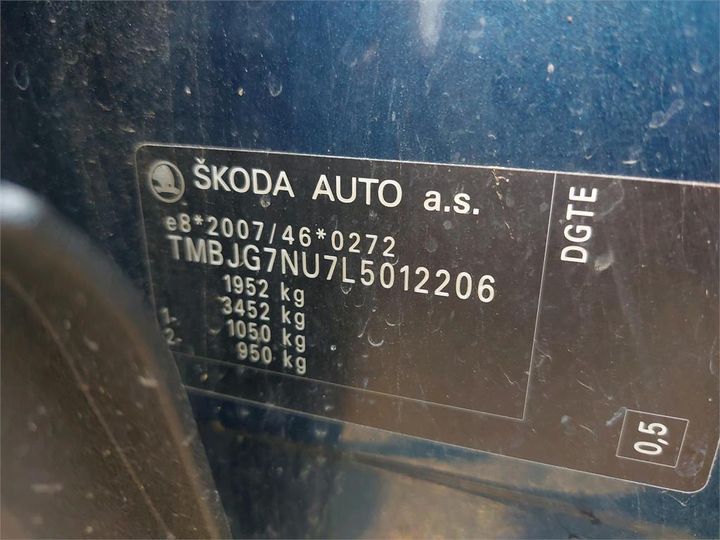 ŠKODA AUTO a.s.
e8*2007/46*0272
TMBJG7NU7L5012206
1952 kg
3452 kg
1- 1050 kg
2- 950 kg
DGTE
0,5